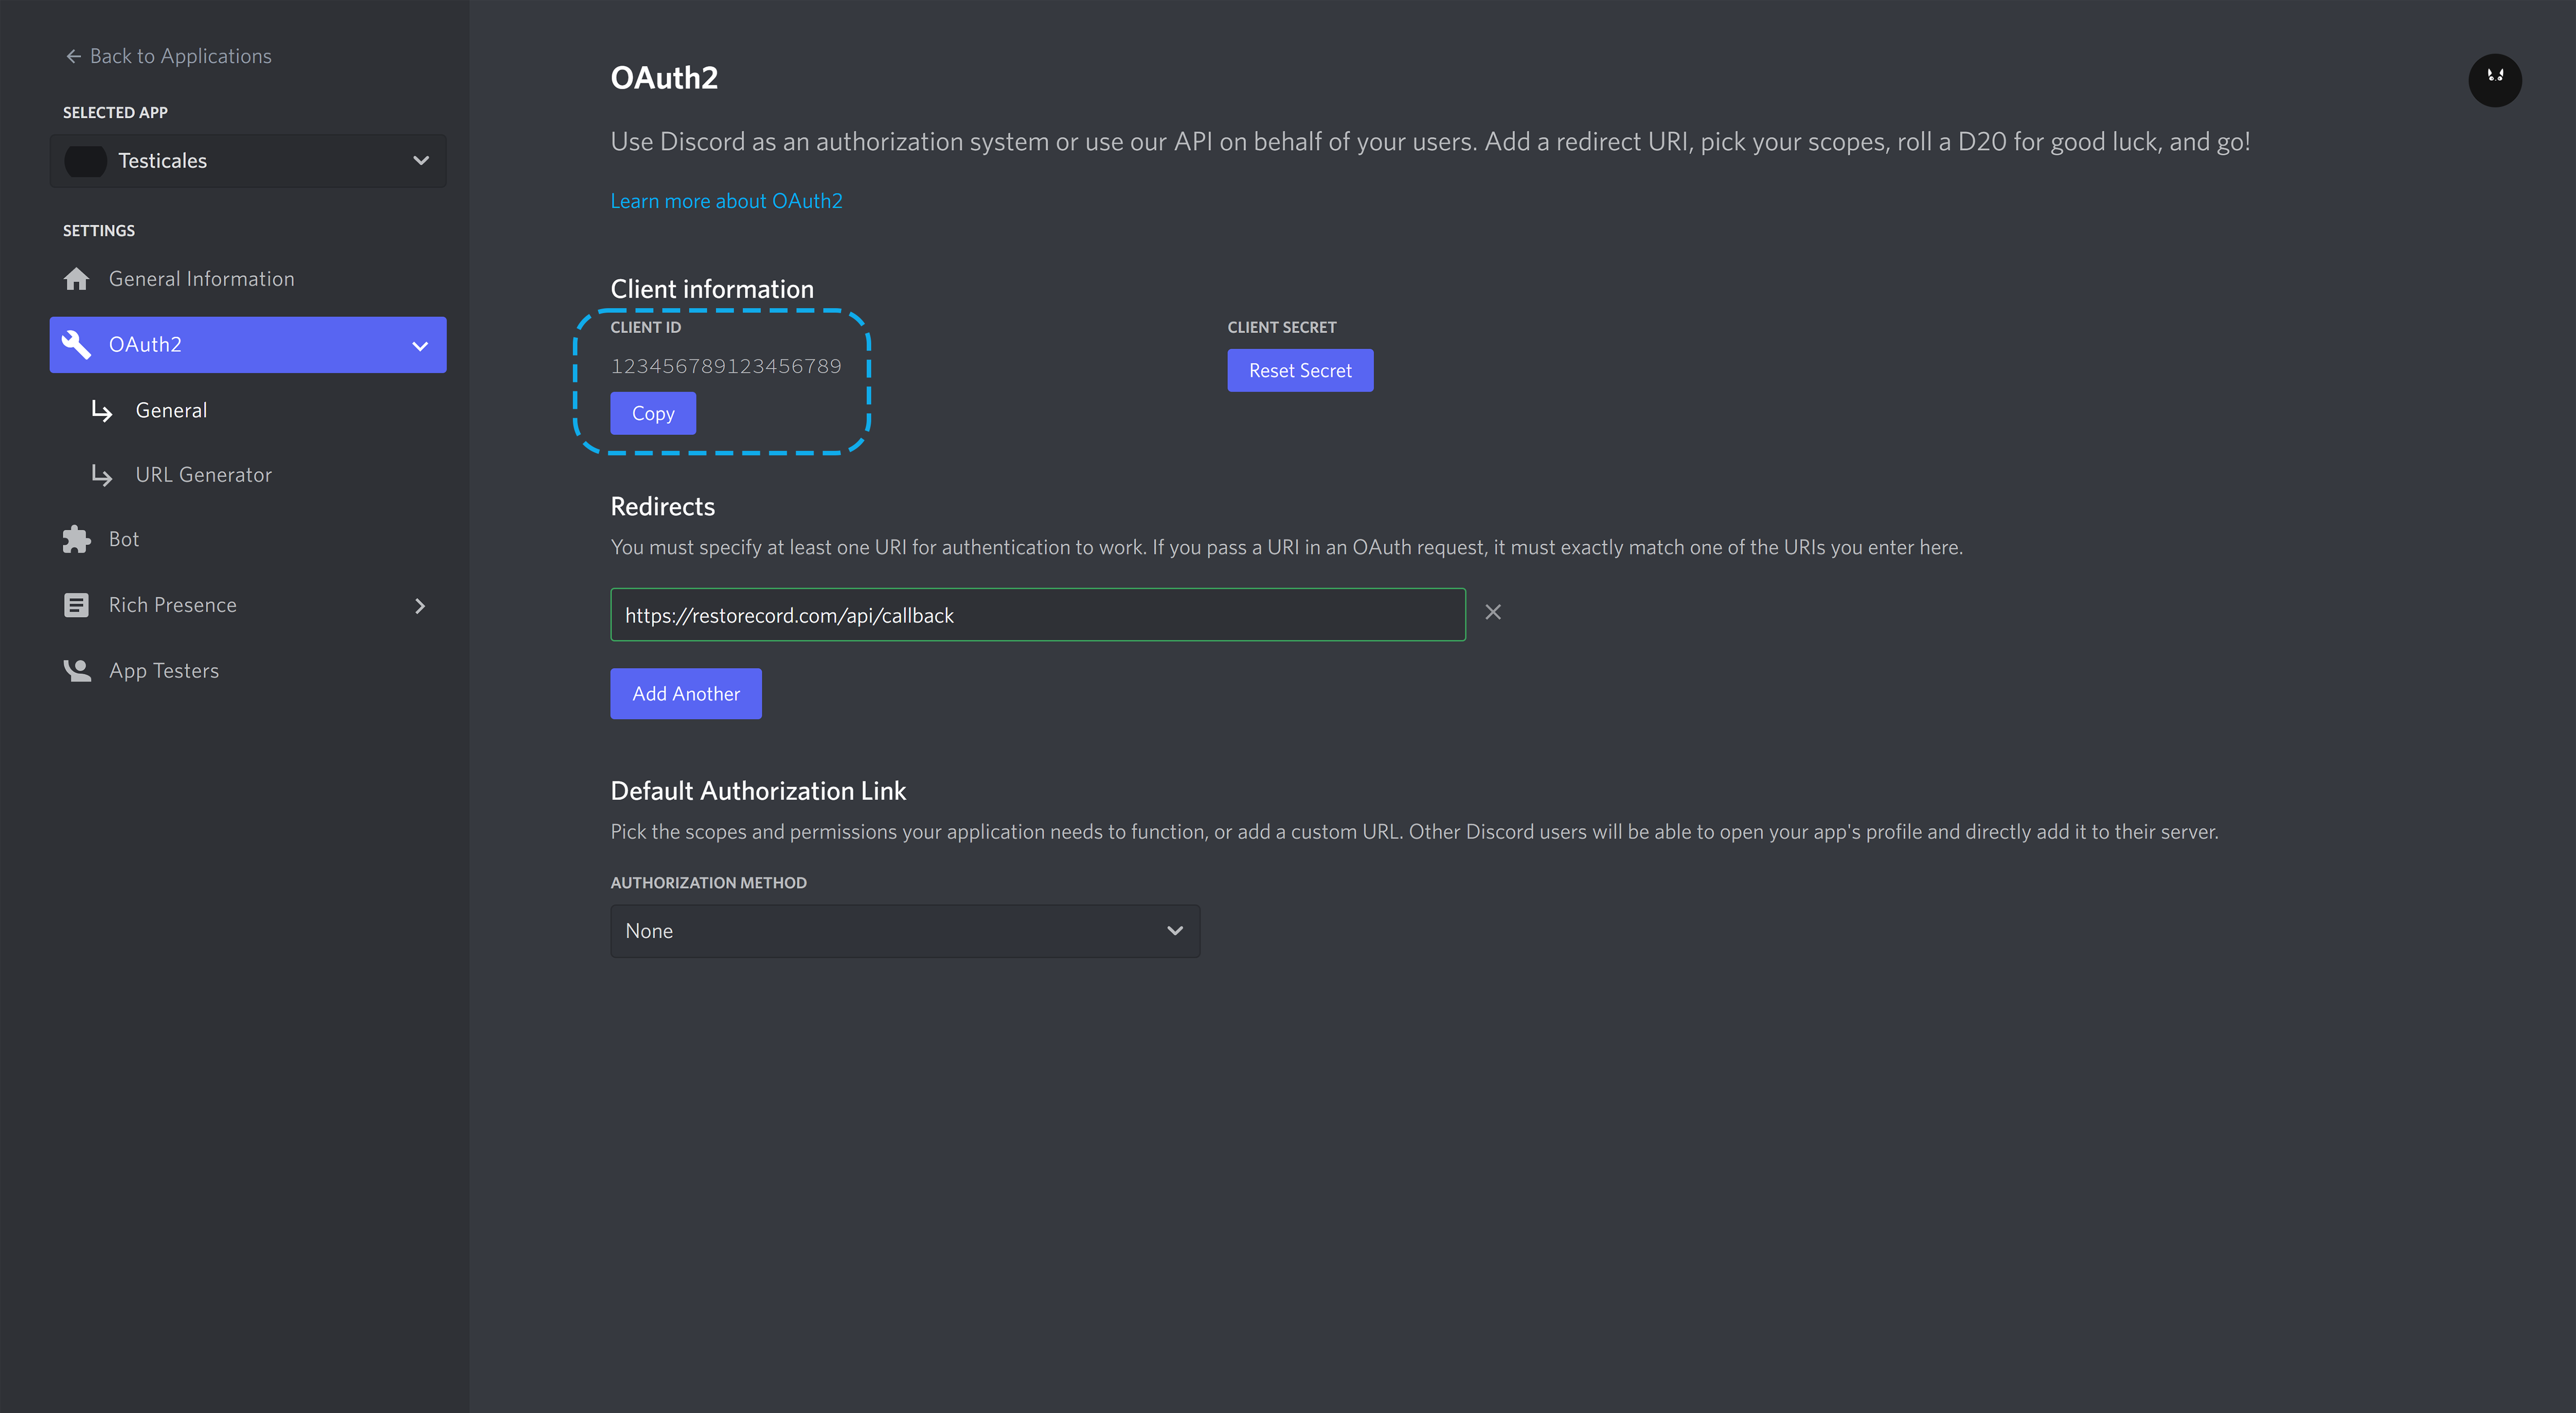 Back to Applications
SELECTED APP
Testicales
SETTINGS
General Information
OAuth2
General
URL Generator
Bot
Rich Presence
App Testers
OAuth2
Use Discord as an authorization system or use our API on behalf of your users. Add a redirect URI, pick your scopes, roll a D20 for good luck, and go!
Learn more about OAuth2
Client information
CLIENT ID
123456789123456789
Copy
CLIENT SECRET
Reset Secret
Redirects
You must specify at least one URI for authentication to work. If you pass a URI in an OAuth request, it must exactly match one of the URIs you enter here.
https://restorecord.com/api/callback
Add Another
Default Authorization Link
Pick the scopes and permissions your application needs to function, or add a custom URL. Other Discord users will be able to open your app's profile and directly add it to their server.
AUTHORIZATION METHOD
None